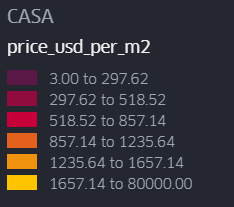 CASA
price_usd_per_m2
3.00 to 297.62
297.62 to 518.52
518.52 to 857.14
857.14 to 1235.64
1235.64 to 1657.14
1657.14 to 80000.00